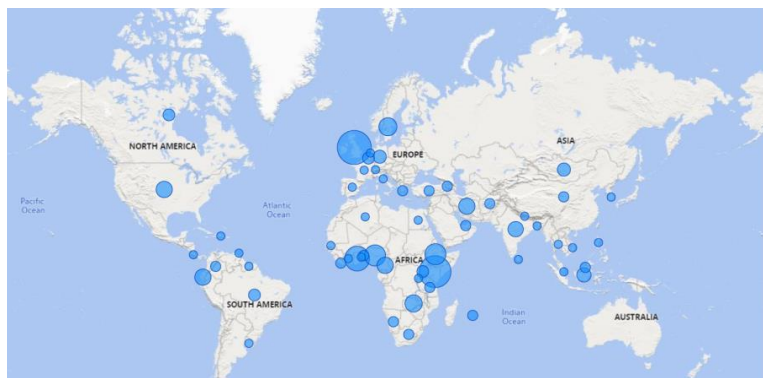 NORTH AMERICA
EUROPE
ASIA
Pacific
Ocean
Atlantic
Ocean
AFRICA
SOUTH AMERICA
Indian
Ocean
AUSTRALIA